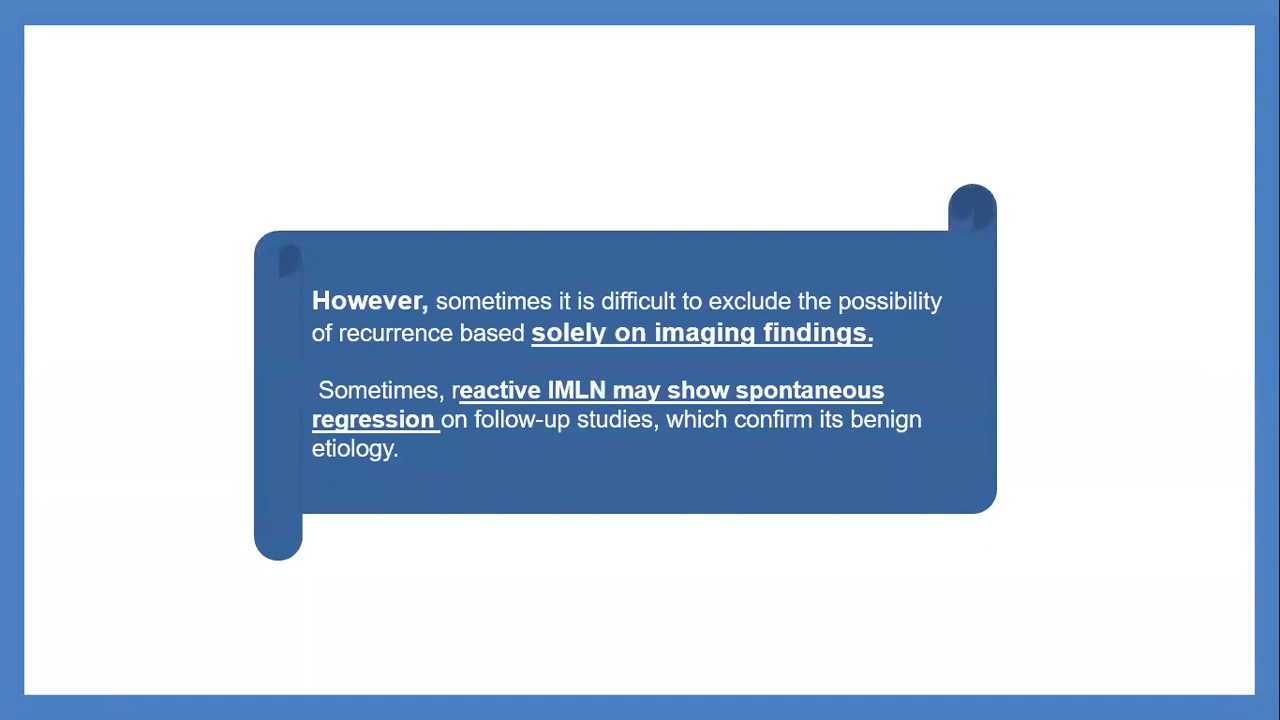 However, sometimes it is difficult to exclude the possibility
of recurrence based solely on imaging findings.
Sometimes, reactive IMLN may show spontaneous
regression on follow-up studies, which confirm its benign
etiology.